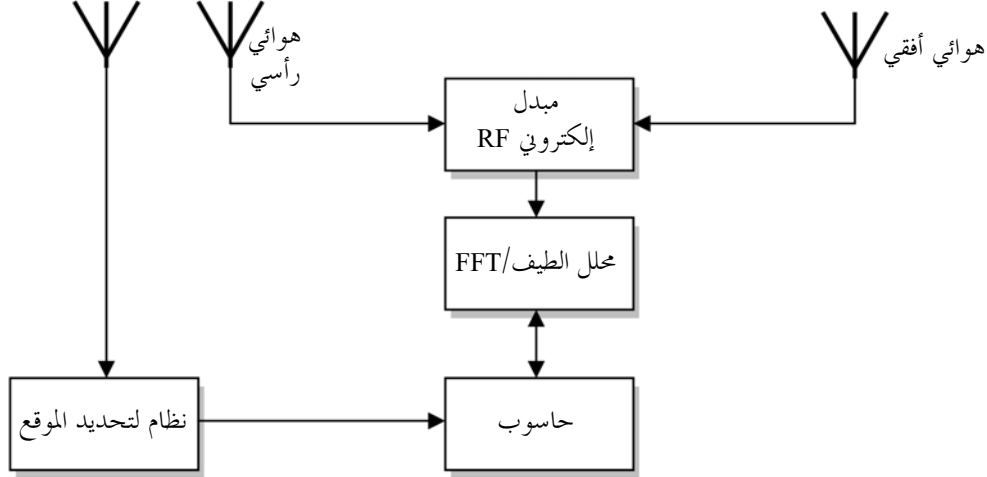 هوائي أفقي
هوائي
رأسي
مبدل
إلكتروني RF
محلل الطيف/FFT
حاسوب
نظام لتحديد الموقع